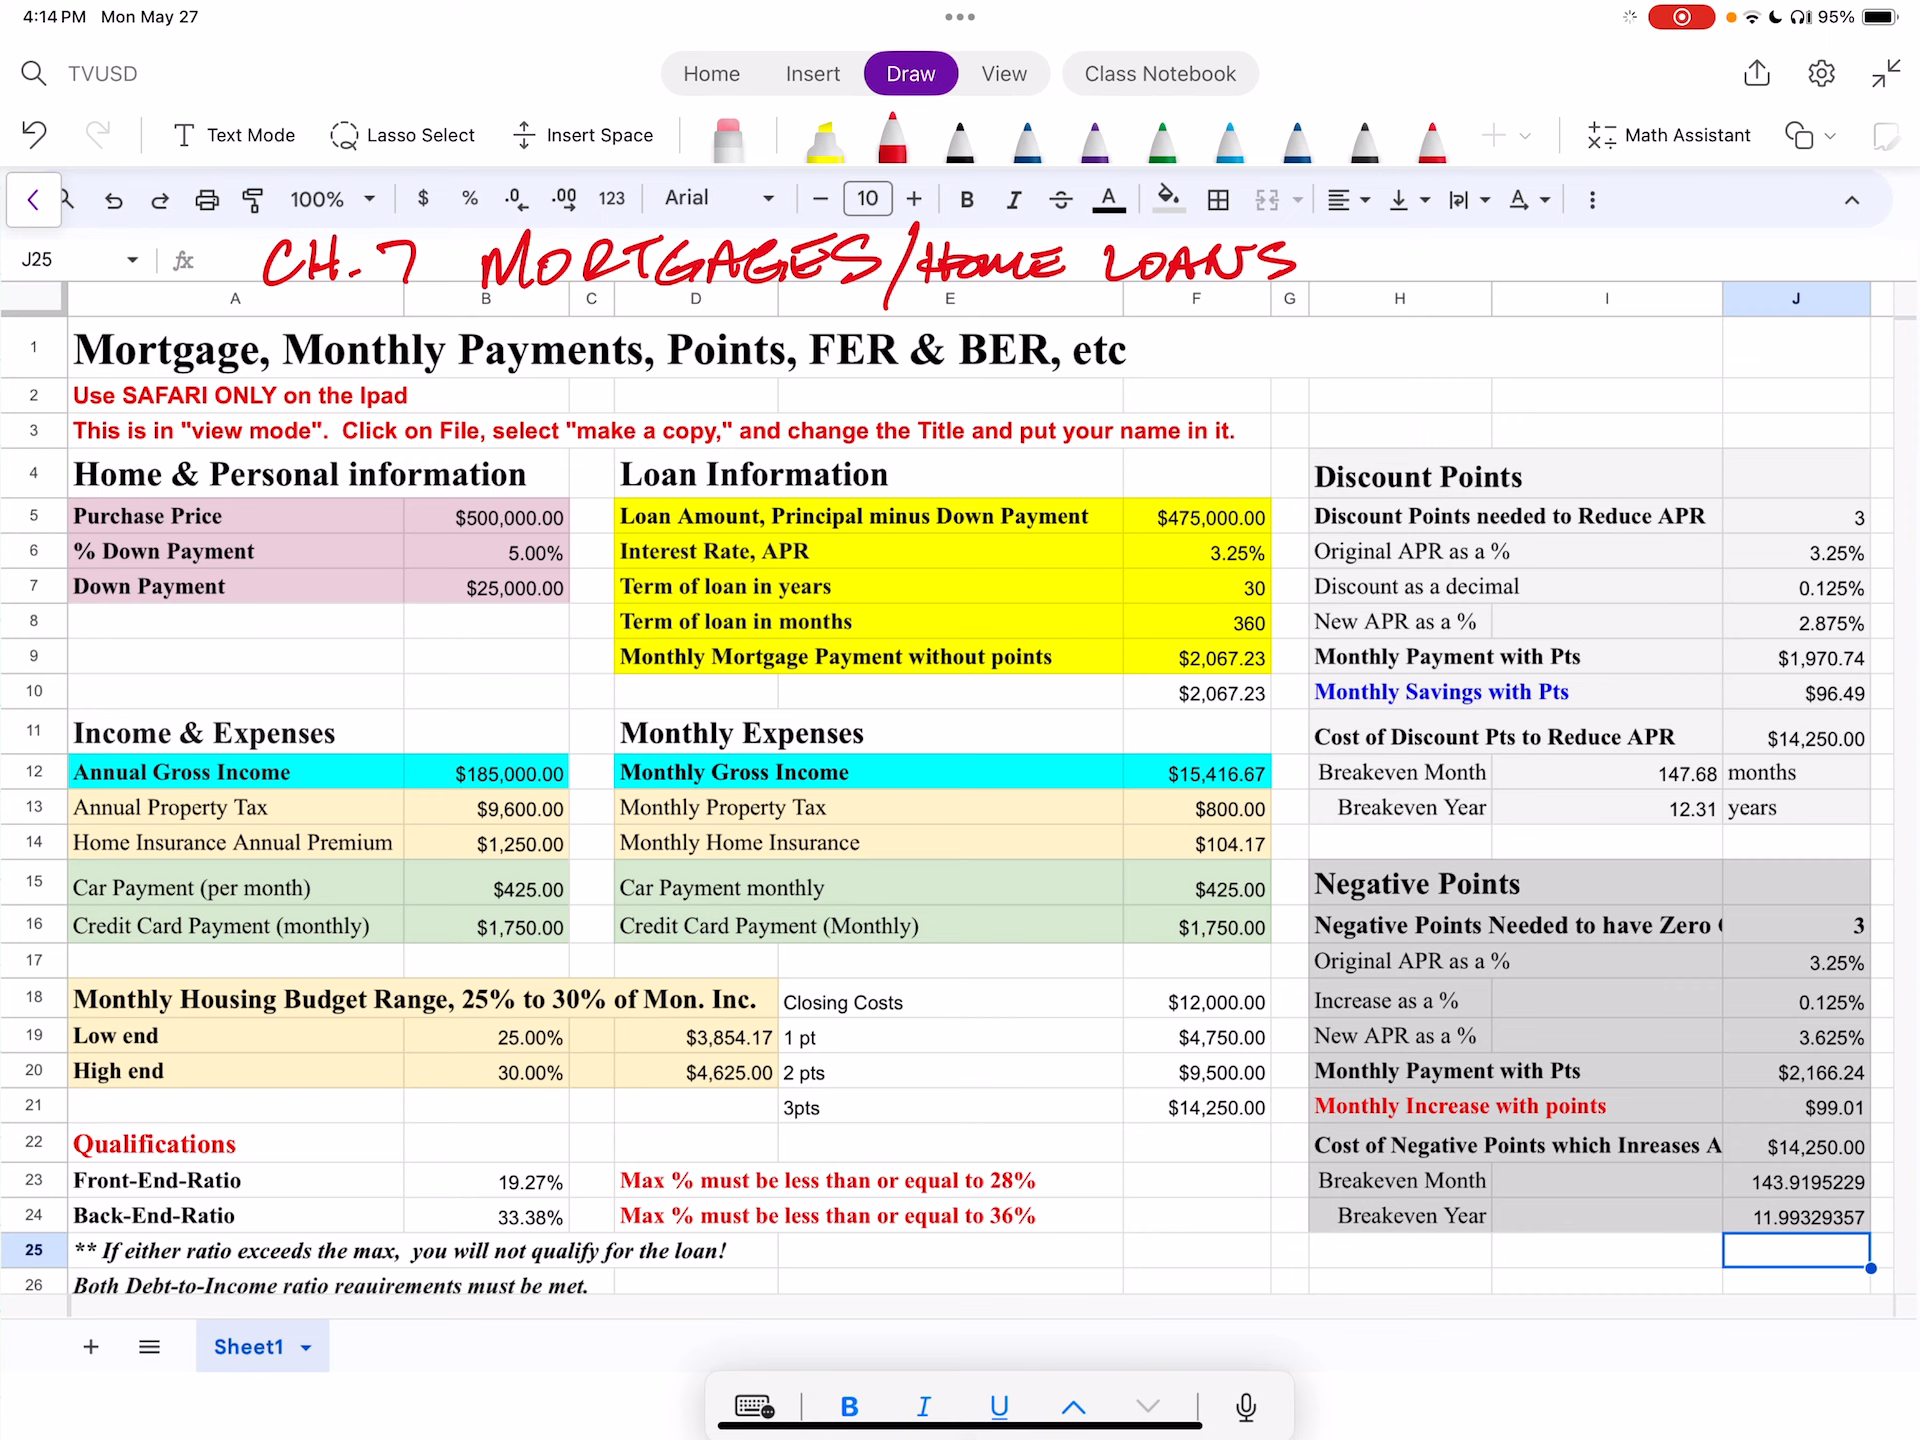 4:14 PM Mon May 27
95%
TVUSD
Home Insert Draw View Class Notebook
Text Mode Lasso Select Insert Space Math Assistant
100% $ % .0 .00 123 Arial 10 B I A
J25 fx CH. 7 MORTGAGES/HOME LOANS
A B C D E F G H I J
1 Mortgage, Monthly Payments, Points, FER & BER, etc
2 Use SAFARI ONLY on the Ipad
3 This is in "view mode". Click on File, select "make a copy," and change the Title and put your name in it.
4 Home & Personal information Loan Information Discount Points
5 Purchase Price $500,000.00 Loan Amount, Principal minus Down Payment $475,000.00 Discount Points needed to Reduce APR 3
6 % Down Payment 5.00% Interest Rate, APR 3.25% Original APR as a % 3.25%
7 Down Payment $25,000.00 Term of loan in years 30 Discount as a decimal 0.125%
8 Term of loan in months 360 New APR as a % 2.875%
9 Monthly Mortgage Payment without points $2,067.23 Monthly Payment with Pts $1,970.74
10 $2,067.23 Monthly Savings with Pts $96.49
11 Income & Expenses Monthly Expenses Cost of Discount Pts to Reduce APR $14,250.00
12 Annual Gross Income $185,000.00 Monthly Gross Income $15,416.67 Breakeven Month 147.68 months
13 Annual Property Tax $9,600.00 Monthly Property Tax $800.00 Breakeven Year 12.31 years
14 Home Insurance Annual Premium $1,250.00 Monthly Home Insurance $104.17
15 Car Payment (per month) $425.00 Car Payment monthly $425.00 Negative Points
16 Credit Card Payment (monthly) $1,750.00 Credit Card Payment (Monthly) $1,750.00 Negative Points Needed to have Zero 3
17 Original APR as a % 3.25%
18 Monthly Housing Budget Range, 25% to 30% of Mon. Inc. Closing Costs $12,000.00 Increase as a % 0.125%
19 Low end 25.00% $3,854.17 1 pt $4,750.00 New APR as a % 3.625%
20 High end 30.00% $4,625.00 2 pts $9,500.00 Monthly Payment with Pts $2,166.24
21 3pts $14,250.00 Monthly Increase with points $99.01
22 Qualifications Cost of Negative Points which Inreases A $14,250.00
23 Front-End-Ratio 19.27% Max % must be less than or equal to 28% Breakeven Month 143.9195229
24 Back-End-Ratio 33.38% Max % must be less than or equal to 36% Breakeven Year 11.99329357
25 ** If either ratio exceeds the max, you will not qualify for the loan!
26 Both Debt-to-Income ratio requirements must be met.
Sheet1
B I U